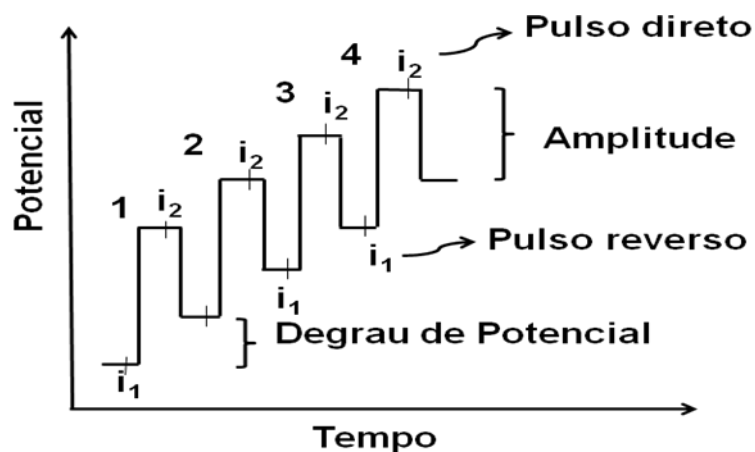 Pulso direto
4
i2
3
i2
2
i2
1
i2
Amplitude
Pulso reverso
i1
i1
Degrau de Potencial
i1
Potencial
Tempo